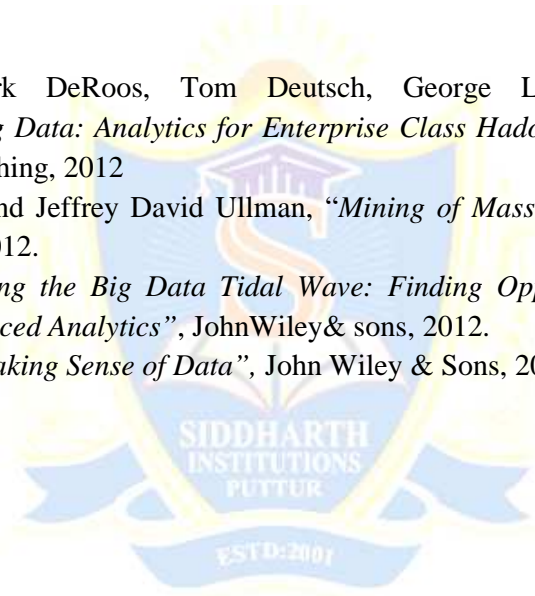 rk DeRoos, Tom Deutsch, George L
g Data: Analytics for Enterprise Class Hado
hing, 2012
nd Jeffrey David Ullman, “Mining of Mass
012.
ng the Big Data Tidal Wave: Finding Opp
ced Analytics”, JohnWiley& sons, 2012.
aking Sense of Data”, John Wiley & Sons, 20
SIDDHARTH
INSTITUTIONS
PUTTUR
ESTD:2001